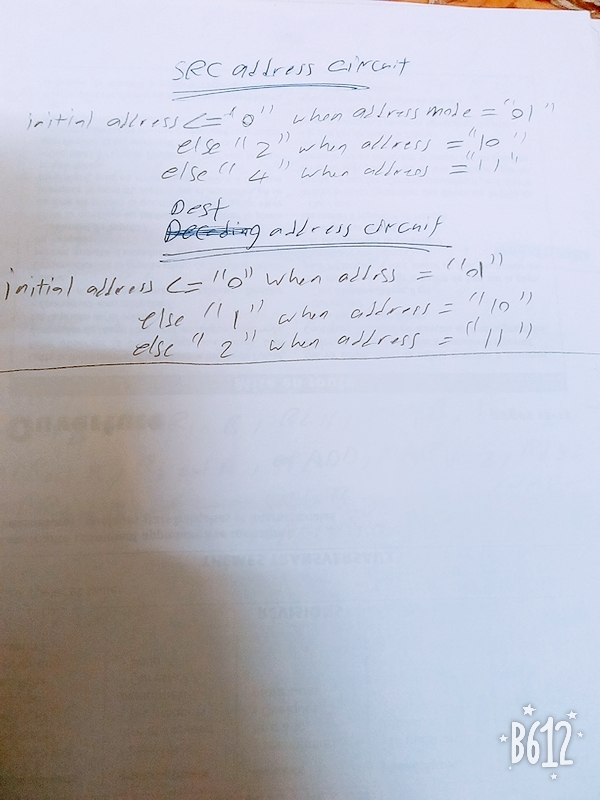 SRC address circuit
initial address <= "0" when address mode = "01"
else "2" when address = "10"
else "4" when address = "11"
Dest
Decoding address circuit
initial address <= "0" when addrss = "01"
else "1" when address = "10"
else "2" when address = "11"
B612